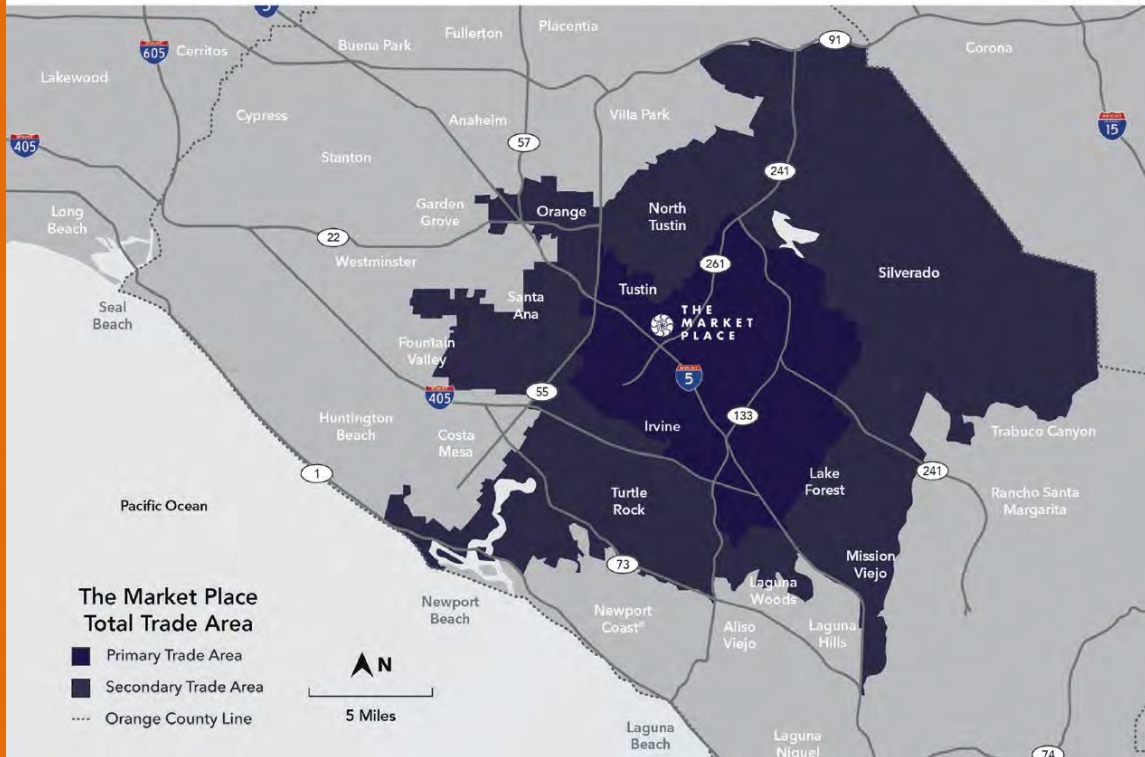 5
91
605
Cerritos
Buena Park
Fullerton
Placentia
Corona
Lakewood
Cypress
Anaheim
Villa Park
INTERSTATE
15
405
57
Stanton
241
Garden
Grove
Orange
North
Tustin
Long
Beach
22
Westminster
261
Silverado
Seal
Beach
Santa
Ana
Tustin
THE
MARKET
PLACE
Fountain
Valley
5
405
55
133
Huntington
Beach
Costa
Mesa
Irvine
Trabuco Canyon
1
Lake
Forest
241
Pacific Ocean
Turtle
Rock
Rancho Santa
Margarita
Mission
Viejo
73
The Market Place
Total Trade Area
Primary Trade Area
Secondary Trade Area
Orange County Line
N
5 Miles
Newport
Beach
Newport
Coast®
Laguna
Woods
Aliso
Viejo
Laguna
Hills
Laguna
Beach
Laguna
Niguel
74